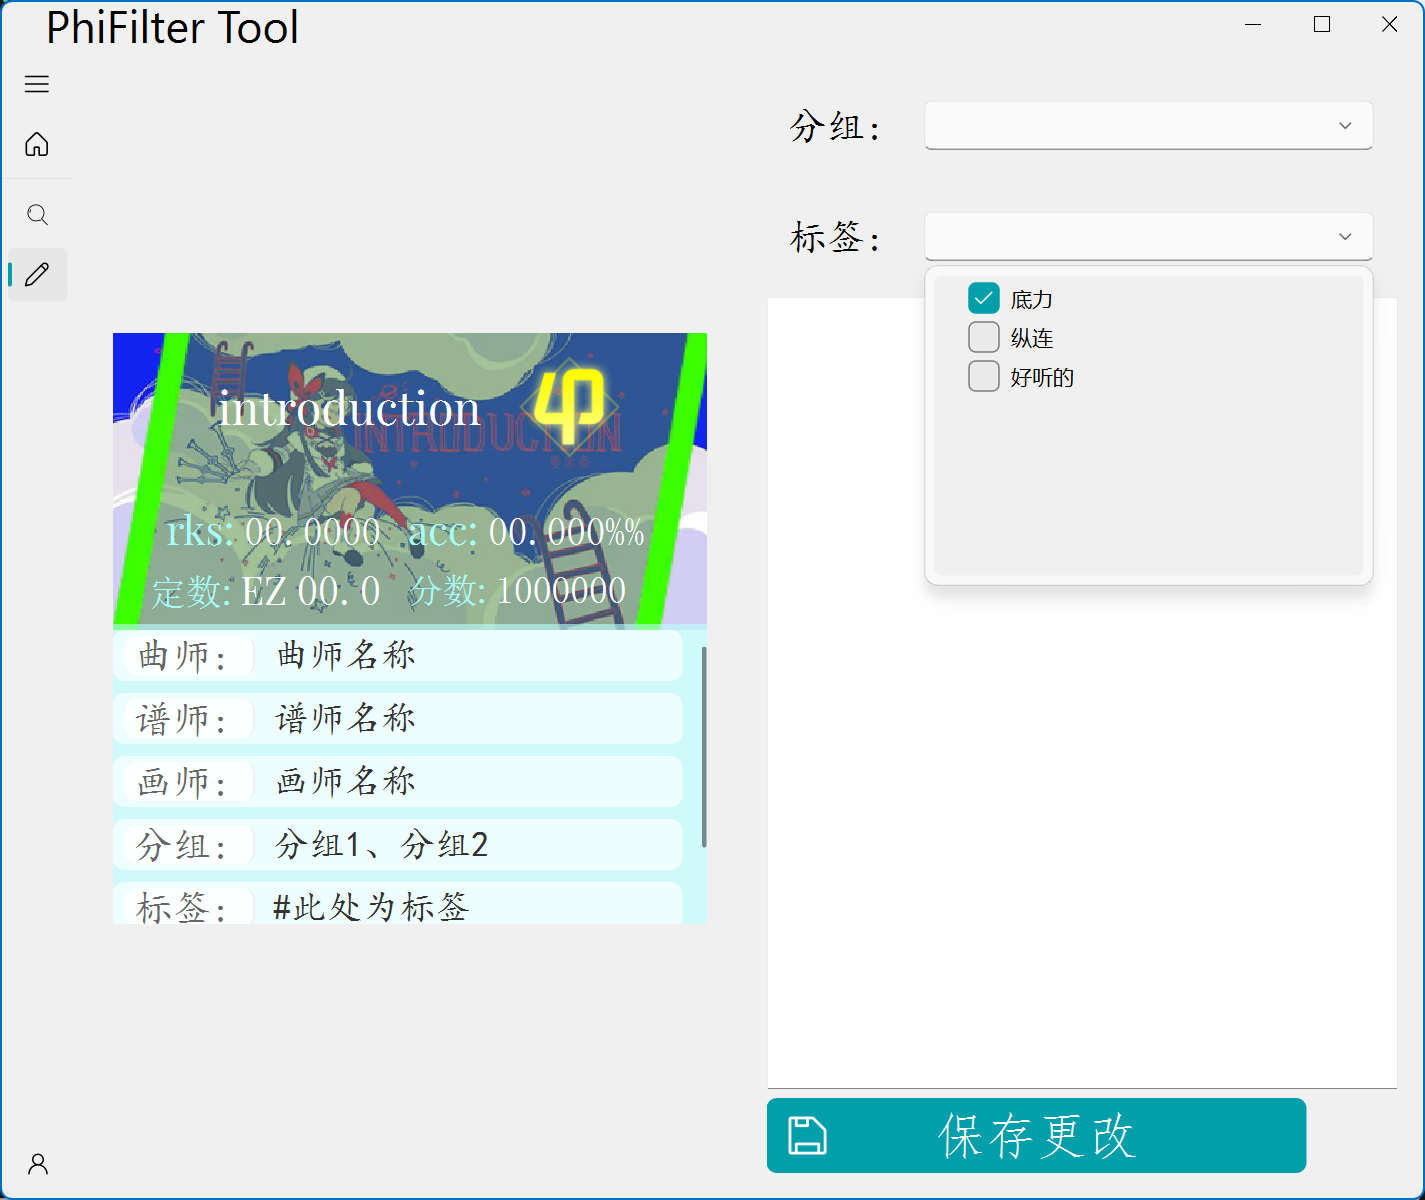 PhiFilter Tool
分组：
标签：
底力
纵连
好听的
introduction
INTRODUCTION
rks: 00.0000 acc: 00.000%%
定数: EZ 00.0 分数: 1000000
曲师： 曲师名称
谱师： 谱师名称
画师： 画师名称
分组： 分组1、分组2
标签： #此处为标签
保存更改